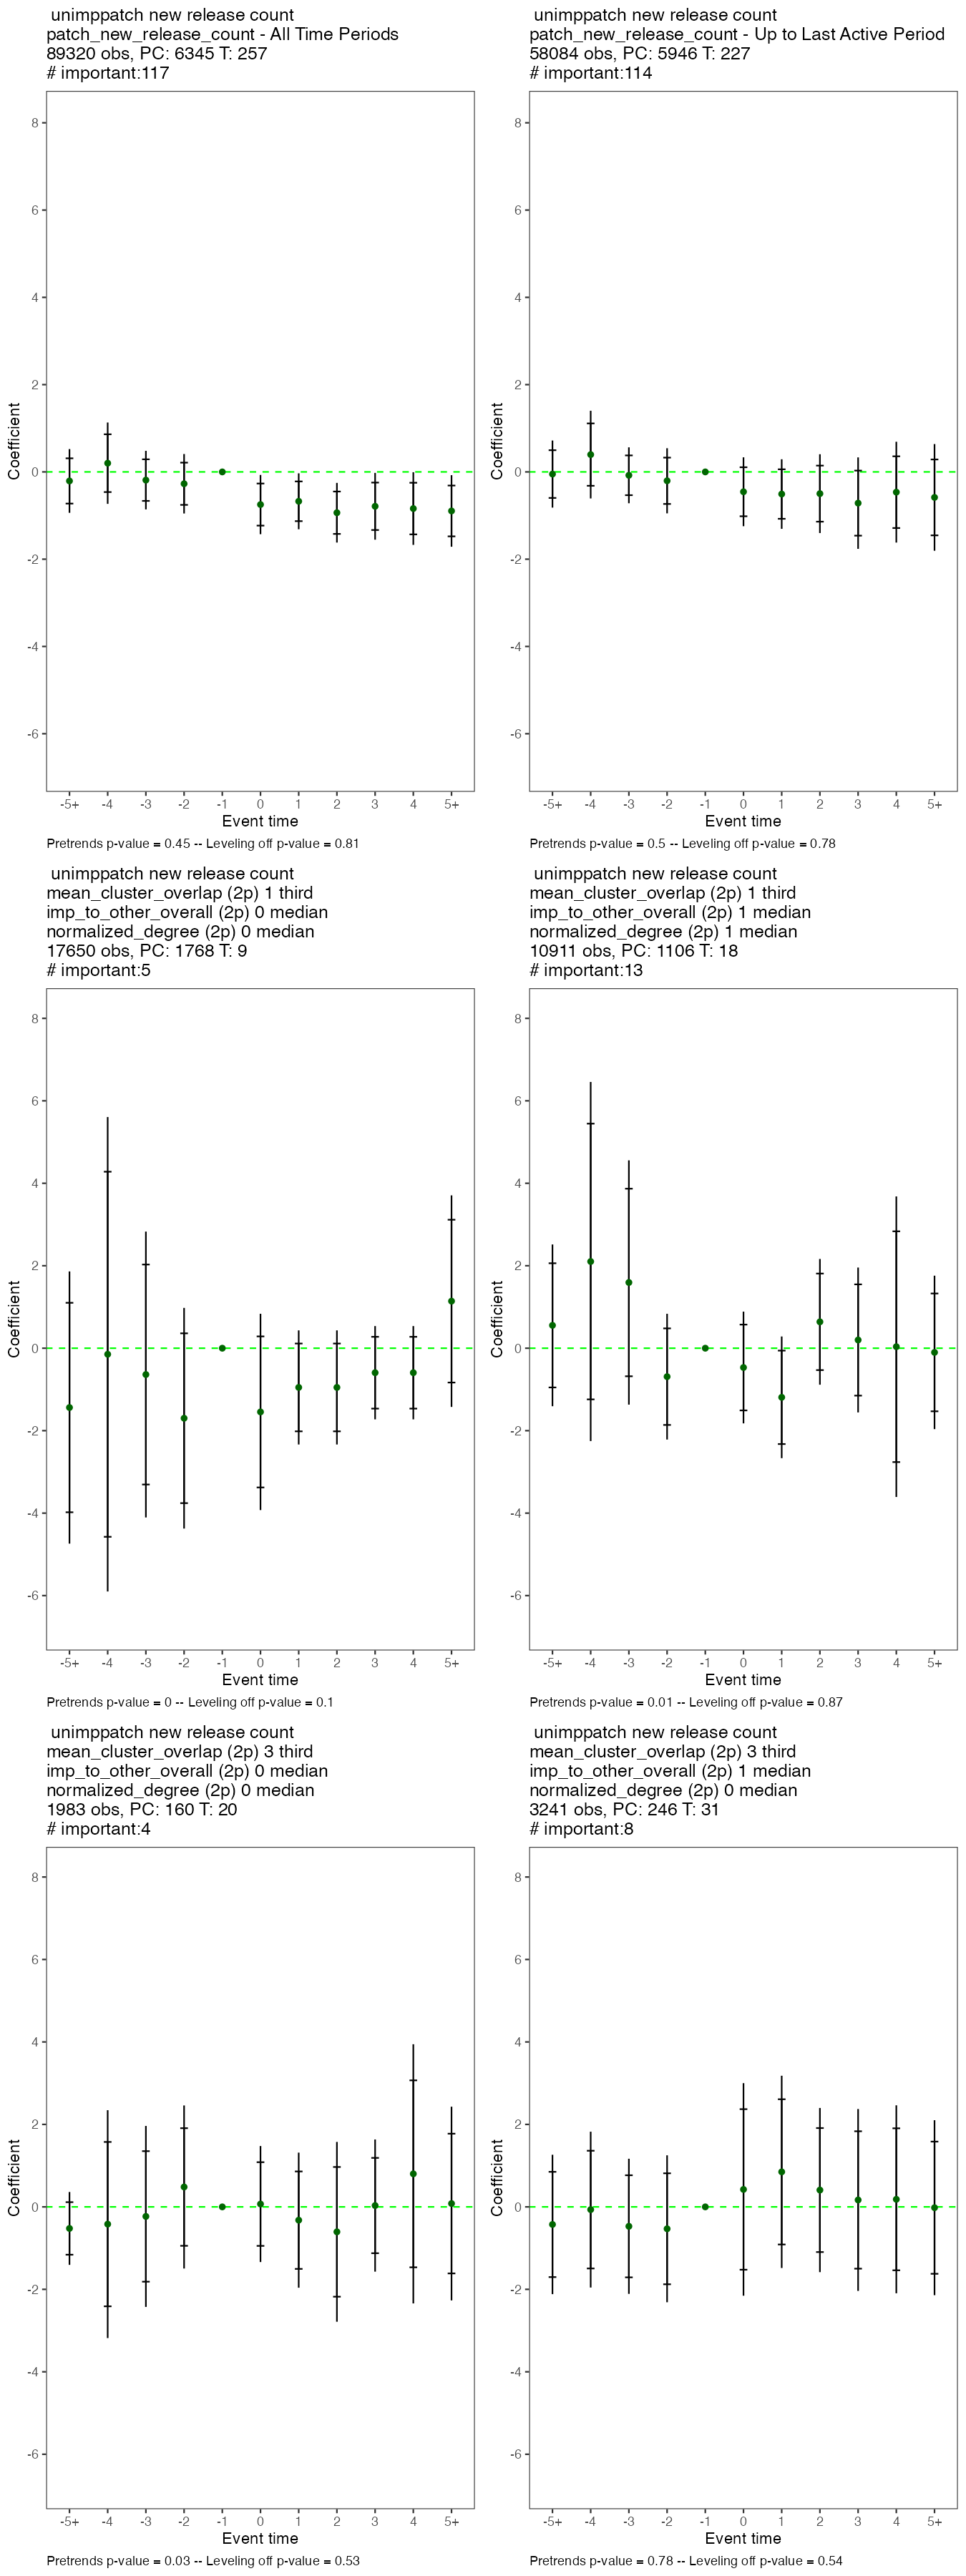 unimppatch new release count
patch_new_release_count - All Time Periods
89320 obs, PC: 6345 T: 257
# important:117
8
6
4
2
0
-2
-4
-6
Coefficient
-5+ -4 -3 -2 -1 0 1 2 3 4 5+
Event time
Pretrends p-value = 0.45 -- Leveling off p-value = 0.81
unimppatch new release count
patch_new_release_count - Up to Last Active Period
58084 obs, PC: 5946 T: 227
# important:114
8
6
4
2
0
-2
-4
-6
Coefficient
-5+ -4 -3 -2 -1 0 1 2 3 4 5+
Event time
Pretrends p-value = 0.5 -- Leveling off p-value = 0.78
unimppatch new release count
mean_cluster_overlap (2p) 1 third
imp_to_other_overall (2p) 0 median
normalized_degree (2p) 0 median
17650 obs, PC: 1768 T: 9
# important:5
8
6
4
2
0
-2
-4
-6
Coefficient
-5+ -4 -3 -2 -1 0 1 2 3 4 5+
Event time
Pretrends p-value = 0 -- Leveling off p-value = 0.1
unimppatch new release count
mean_cluster_overlap (2p) 1 third
imp_to_other_overall (2p) 1 median
normalized_degree (2p) 1 median
10911 obs, PC: 1106 T: 18
# important:13
8
6
4
2
0
-2
-4
-6
Coefficient
-5+ -4 -3 -2 -1 0 1 2 3 4 5+
Event time
Pretrends p-value = 0.01 -- Leveling off p-value = 0.87
unimppatch new release count
mean_cluster_overlap (2p) 3 third
imp_to_other_overall (2p) 0 median
normalized_degree (2p) 0 median
1983 obs, PC: 160 T: 20
# important:4
8
6
4
2
0
-2
-4
-6
Coefficient
-5+ -4 -3 -2 -1 0 1 2 3 4 5+
Event time
Pretrends p-value = 0.03 -- Leveling off p-value = 0.53
unimppatch new release count
mean_cluster_overlap (2p) 3 third
imp_to_other_overall (2p) 1 median
normalized_degree (2p) 0 median
3241 obs, PC: 246 T: 31
# important:8
8
6
4
2
0
-2
-4
-6
Coefficient
-5+ -4 -3 -2 -1 0 1 2 3 4 5+
Event time
Pretrends p-value = 0.78 -- Leveling off p-value = 0.54